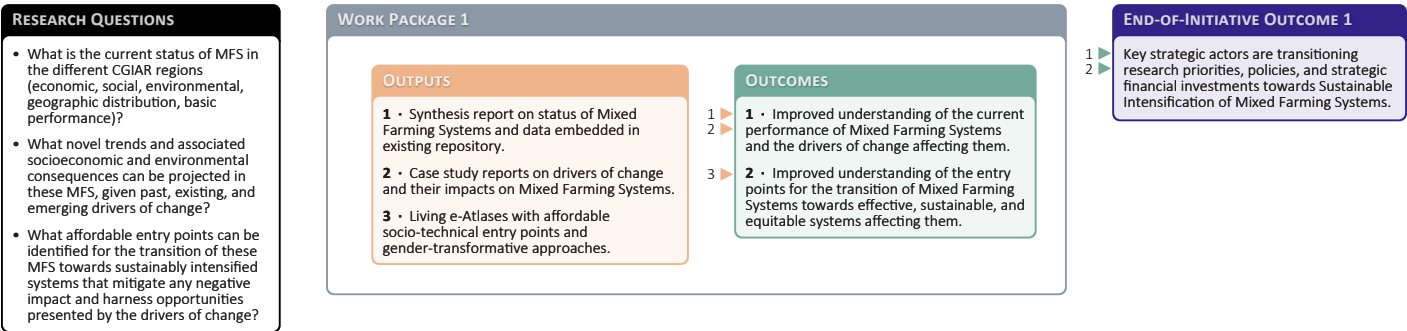 Research Questions
• What is the current status of MFS in
the different CGIAR regions
(economic, social, environmental,
geographic distribution, basic
performance)?
• What novel trends and associated
socioeconomic and environmental
consequences can be projected in
these MFS, given past, existing, and
emerging drivers of change?
• What affordable entry points can be
identified for the transition of these
MFS towards sustainably intensified
systems that mitigate any negative
impact and harness opportunities
presented by the drivers of change?
Work Package 1
Outputs
1 · Synthesis report on status of Mixed
Farming Systems and data embedded in
existing repository.
2 · Case study reports on drivers of change
and their impacts on Mixed Farming Systems.
3 · Living e-Atlases with affordable
socio-technical entry points and
gender-transformative approaches.
Outcomes
1
2
1 · Improved understanding of the current
performance of Mixed Farming Systems
and the drivers of change affecting them.
3
2 · Improved understanding of the entry
points for the transition of Mixed Farming
Systems towards effective, sustainable, and
equitable systems affecting them.
End-of-Initiative Outcome 1
1
2
Key strategic actors are transitioning
research priorities, policies, and strategic
financial investments towards Sustainable
Intensification of Mixed Farming Systems.